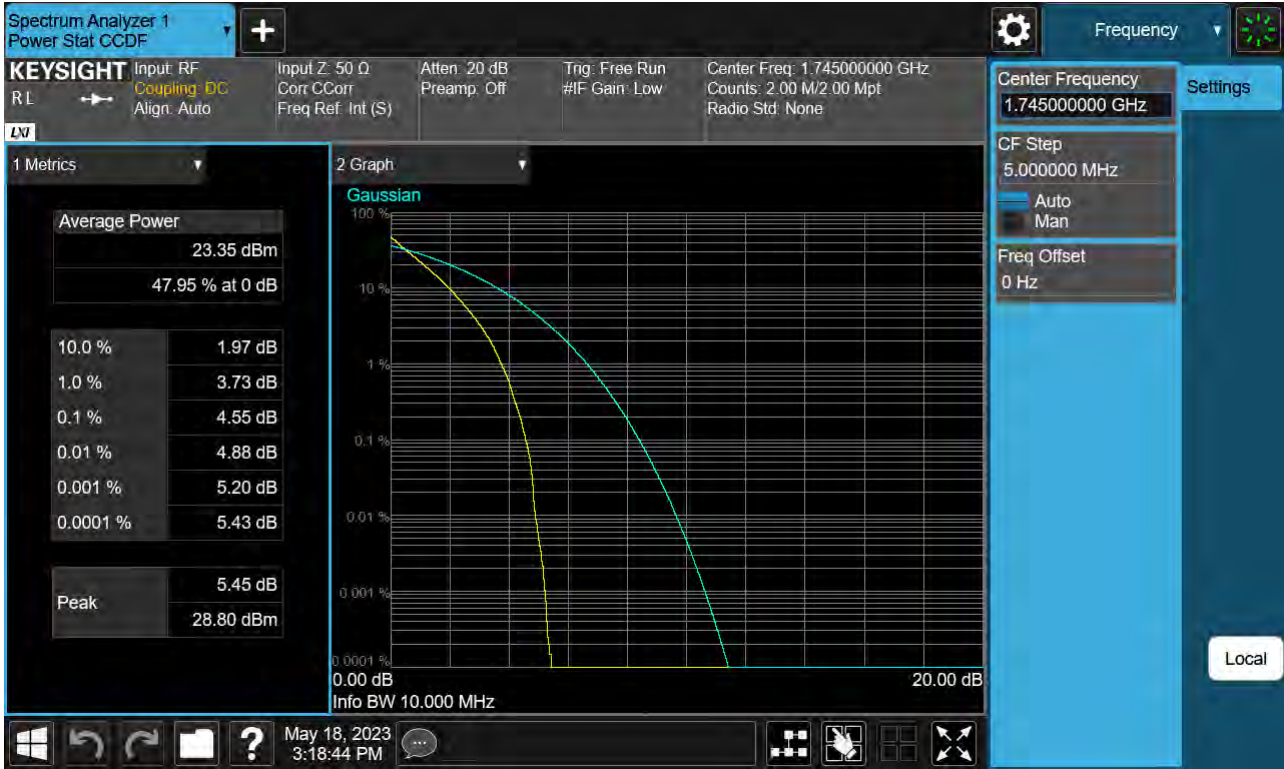 Spectrum Analyzer 1
Power Stat CCDF
Frequency
KEYSIGHT
R L
LXI
Input: RF
Coupling: DC
Align: Auto
Input Z: 50 Ω
Corr CCorr
Freq Ref: Int (S)
Atten: 20 dB
Preamp: Off
Trig: Free Run
#IF Gain: Low
Center Freq: 1.745000000 GHz
Counts: 2.00 M/2.00 Mpt
Radio Std: None
Center Frequency
1.745000000 GHz
Settings
CF Step
5.000000 MHz
Auto
Man
Freq Offset
0 Hz
Local
1 Metrics
Average Power
23.35 dBm
47.95 % at 0 dB
10.0 % 1.97 dB
1.0 % 3.73 dB
0.1 % 4.55 dB
0.01 % 4.88 dB
0.001 % 5.20 dB
0.0001 % 5.43 dB
Peak
5.45 dB
28.80 dBm
2 Graph
Gaussian
100 %
10 %
1 %
0.1 %
0.01 %
0.001 %
0.0001 %
0.00 dB 20.00 dB
Info BW 10.000 MHz
?
May 18, 2023
3:18:44 PM